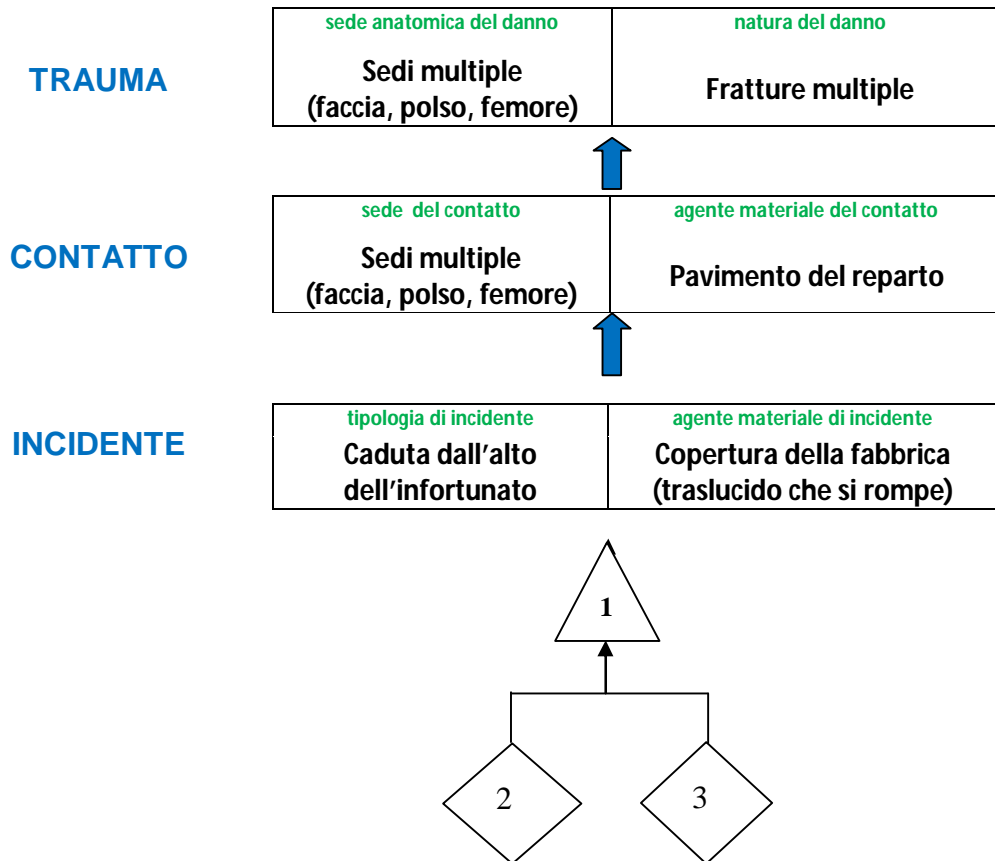 sede anatomica del danno
natura del danno
TRAUMA
Sedi multiple
(faccia, polso, femore)
Fratture multiple
sede del contatto
agente materiale del contatto
CONTATTO
Sedi multiple
(faccia, polso, femore)
Pavimento del reparto
tipologia di incidente
agente materiale di incidente
INCIDENTE
Caduta dall'alto
dell'infortunato
Copertura della fabbrica
(traslucido che si rompe)
1
2
3